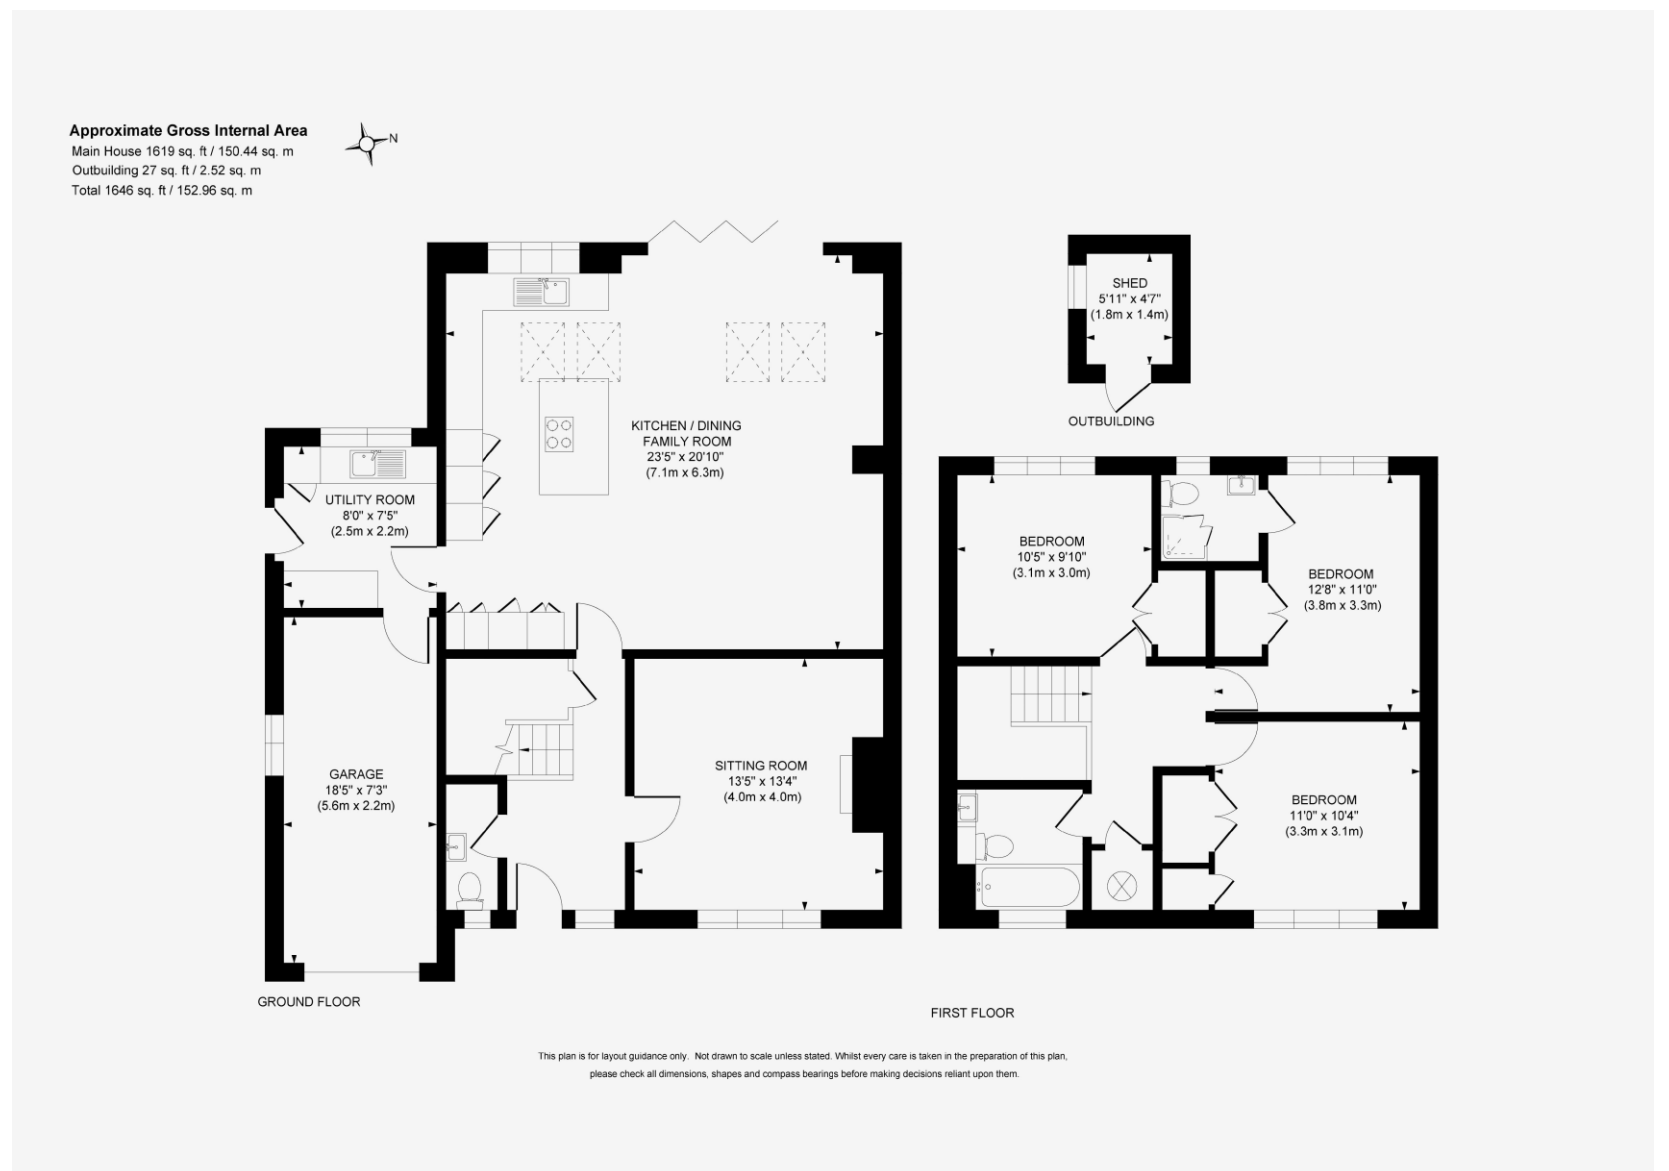 Approximate Gross Internal Area
Main House 1619 sq. ft / 150.44 sq. m
Outbuilding 27 sq. ft / 2.52 sq. m
Total 1646 sq. ft / 152.96 sq. m
N
KITCHEN / DINING
FAMILY ROOM
23'5" x 20'10"
(7.1m x 6.3m)
UTILITY ROOM
8'0" x 7'5"
(2.5m x 2.2m)
GARAGE
18'5" x 7'3"
(5.6m x 2.2m)
SITTING ROOM
13'5" x 13'4"
(4.0m x 4.0m)
GROUND FLOOR
SHED
5'11" x 4'7"
(1.8m x 1.4m)
OUTBUILDING
BEDROOM
10'5" x 9'10"
(3.1m x 3.0m)
BEDROOM
12'8" x 11'0"
(3.8m x 3.3m)
BEDROOM
11'0" x 10'4"
(3.3m x 3.1m)
FIRST FLOOR
This plan is for layout guidance only. Not drawn to scale unless stated. Whilst every care is taken in the preparation of this plan,
please check all dimensions, shapes and compass bearings before making decisions reliant upon them.